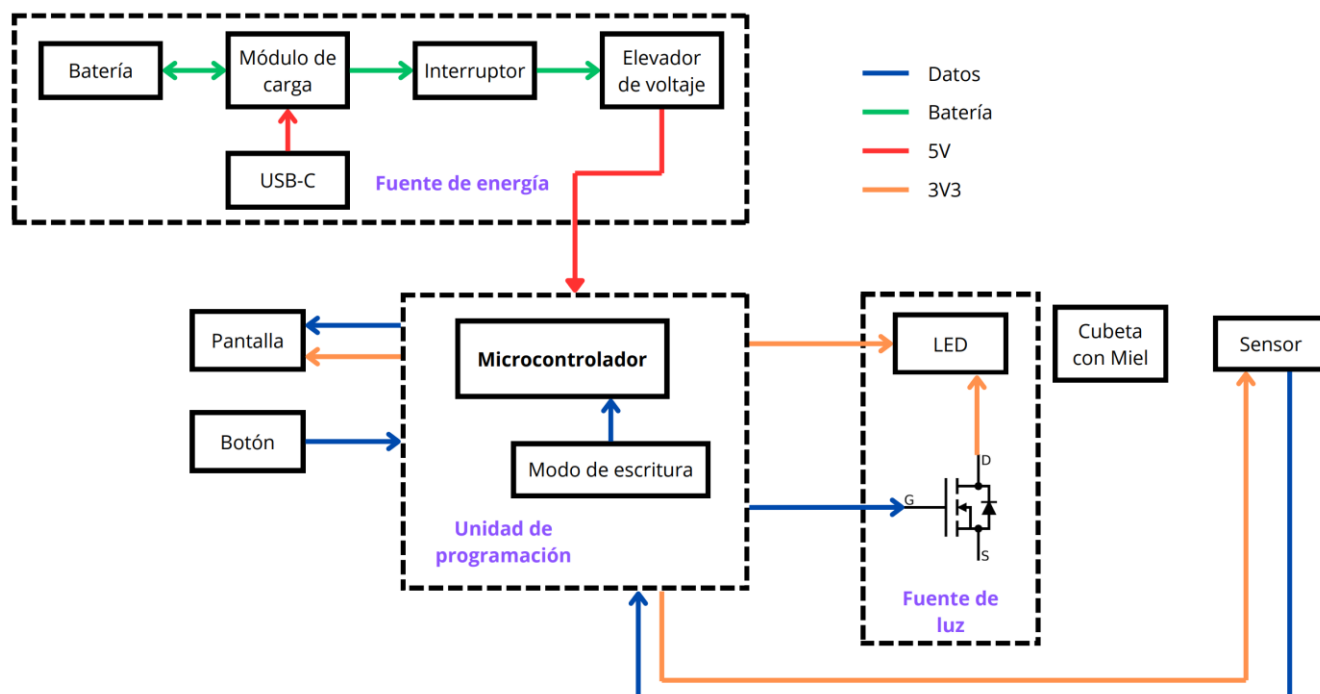 Batería
Módulo de
carga
Interruptor
Elevador
de voltaje
USB-C
Fuente de energía
Datos
Batería
5V
3V3
Pantalla
Botón
Microcontrolador
Modo de escritura
Unidad de
programación
LED
D
G
S
Fuente de
luz
Cubeta
con Miel
Sensor